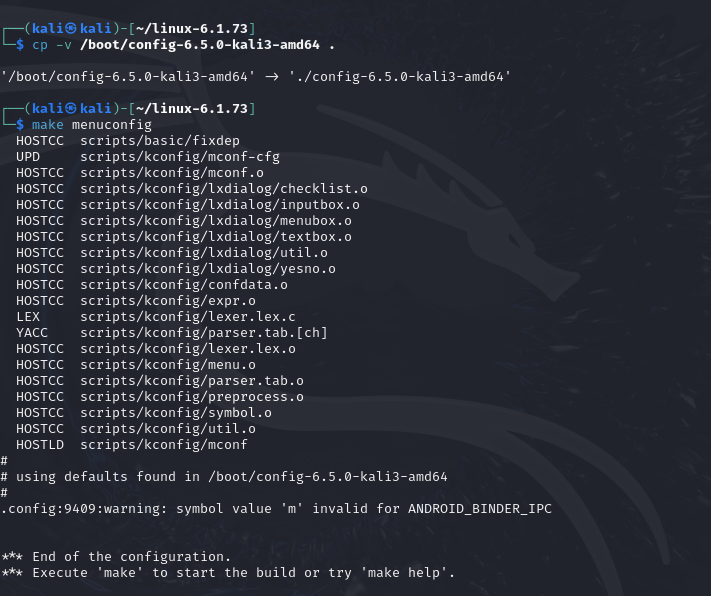 ┌──(kali㉿kali)-[~/linux-6.1.73]
└─$ cp -v /boot/config-6.5.0-kali3-amd64 .
'/boot/config-6.5.0-kali3-amd64' -> './config-6.5.0-kali3-amd64'
┌──(kali㉿kali)-[~/linux-6.1.73]
└─$ make menuconfig
HOSTCC  scripts/basic/fixdep
UPD     scripts/kconfig/mconf-cfg
HOSTCC  scripts/kconfig/mconf.o
HOSTCC  scripts/kconfig/lxdialog/checklist.o
HOSTCC  scripts/kconfig/lxdialog/inputbox.o
HOSTCC  scripts/kconfig/lxdialog/menubox.o
HOSTCC  scripts/kconfig/lxdialog/textbox.o
HOSTCC  scripts/kconfig/lxdialog/util.o
HOSTCC  scripts/kconfig/lxdialog/yesno.o
HOSTCC  scripts/kconfig/confdata.o
HOSTCC  scripts/kconfig/expr.o
LEX     scripts/kconfig/lexer.lex.c
YACC    scripts/kconfig/parser.tab.[ch]
HOSTCC  scripts/kconfig/lexer.lex.o
HOSTCC  scripts/kconfig/menu.o
HOSTCC  scripts/kconfig/parser.tab.o
HOSTCC  scripts/kconfig/preprocess.o
HOSTCC  scripts/kconfig/symbol.o
HOSTCC  scripts/kconfig/util.o
HOSTLD  scripts/kconfig/mconf
#
# using defaults found in /boot/config-6.5.0-kali3-amd64
#
.config:9409:warning: symbol value 'm' invalid for ANDROID_BINDER_IPC
*** End of the configuration.
*** Execute 'make' to start the build or try 'make help'.